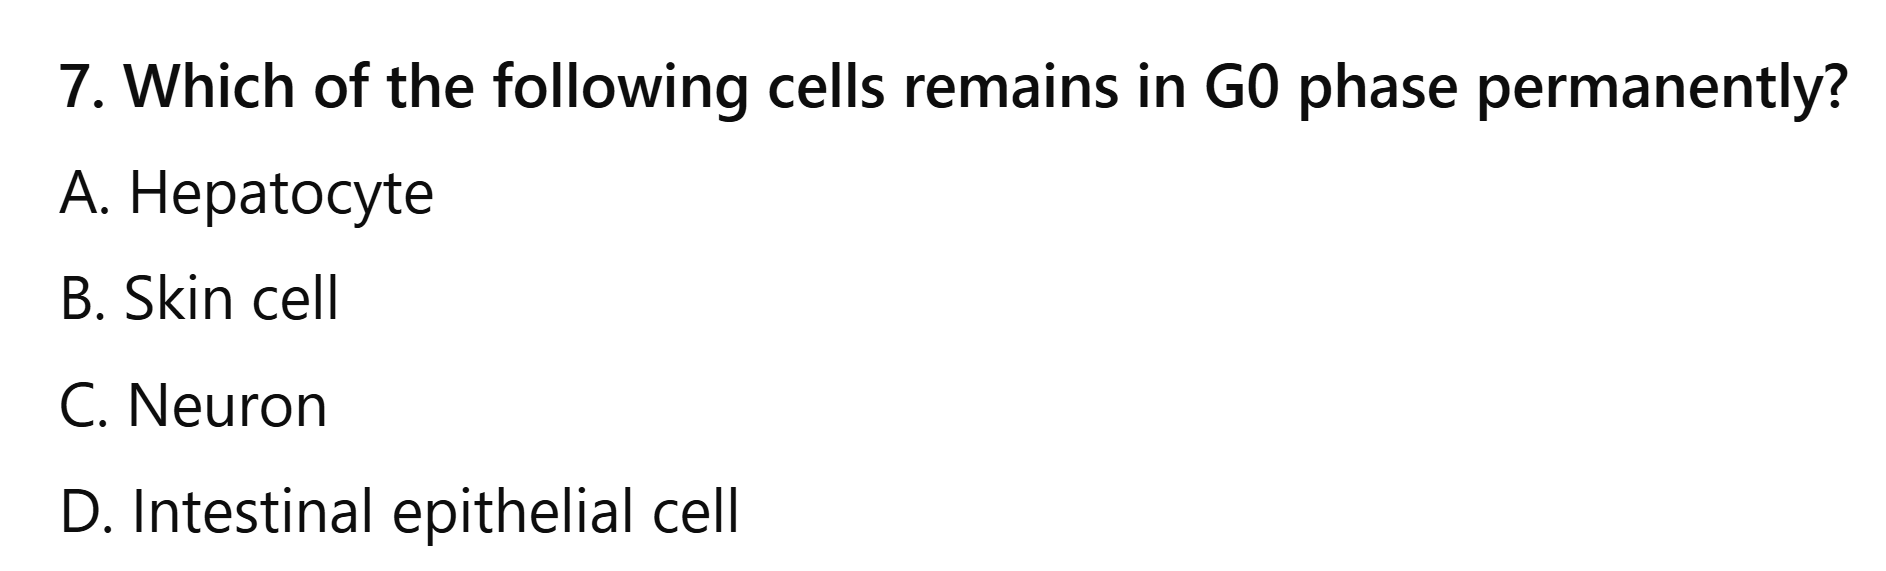 7. Which of the following cells remains in G0 phase permanently?
A. Hepatocyte
B. Skin cell
C. Neuron
D. Intestinal epithelial cell